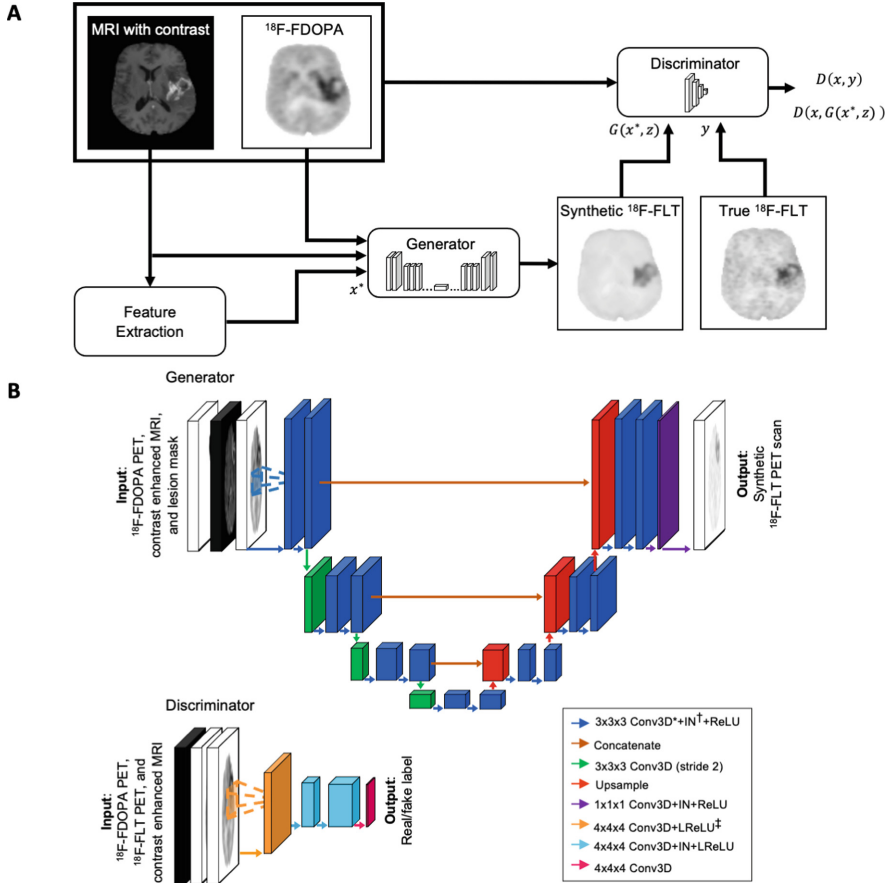 A
MRI with contrast
¹⁸F-FDOPA
Discriminator
D(x, y)
D(x, G(x*, z) )
G(x*, z)
y
Synthetic ¹⁸F-FLT
True ¹⁸F-FLT
Generator
x*
Feature
Extraction
B
Generator
Input:
¹⁸F-FDOPA PET,
contrast enhanced MRI,
and lesion mask
Output:
Synthetic
¹⁸F-FLT PET scan
Discriminator
Input:
¹⁸F-FDOPA PET,
¹⁸F-FLT PET, and
contrast enhanced MRI
Output:
Real/fake label
3x3x3 Conv3D*+IN†+ReLU
Concatenate
3x3x3 Conv3D (stride 2)
Upsample
1x1x1 Conv3D+IN+ReLU
4x4x4 Conv3D+LReLU‡
4x4x4 Conv3D+IN+LReLU
4x4x4 Conv3D